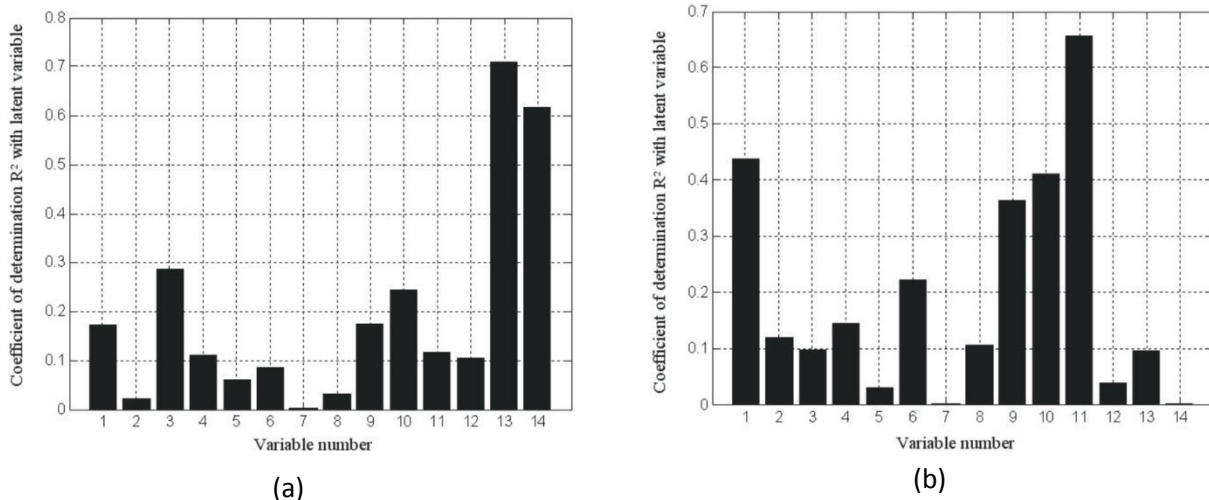 Coefficient of determination R² with latent variable
0.8
0.7
0.6
0.5
0.4
0.3
0.2
0.1
0
1 2 3 4 5 6 7 8 9 10 11 12 13 14
Variable number
(a)
Coefficient of determination R² with latent variable
0.7
0.6
0.5
0.4
0.3
0.2
0.1
0
1 2 3 4 5 6 7 8 9 10 11 12 13 14
Variable number
(b)